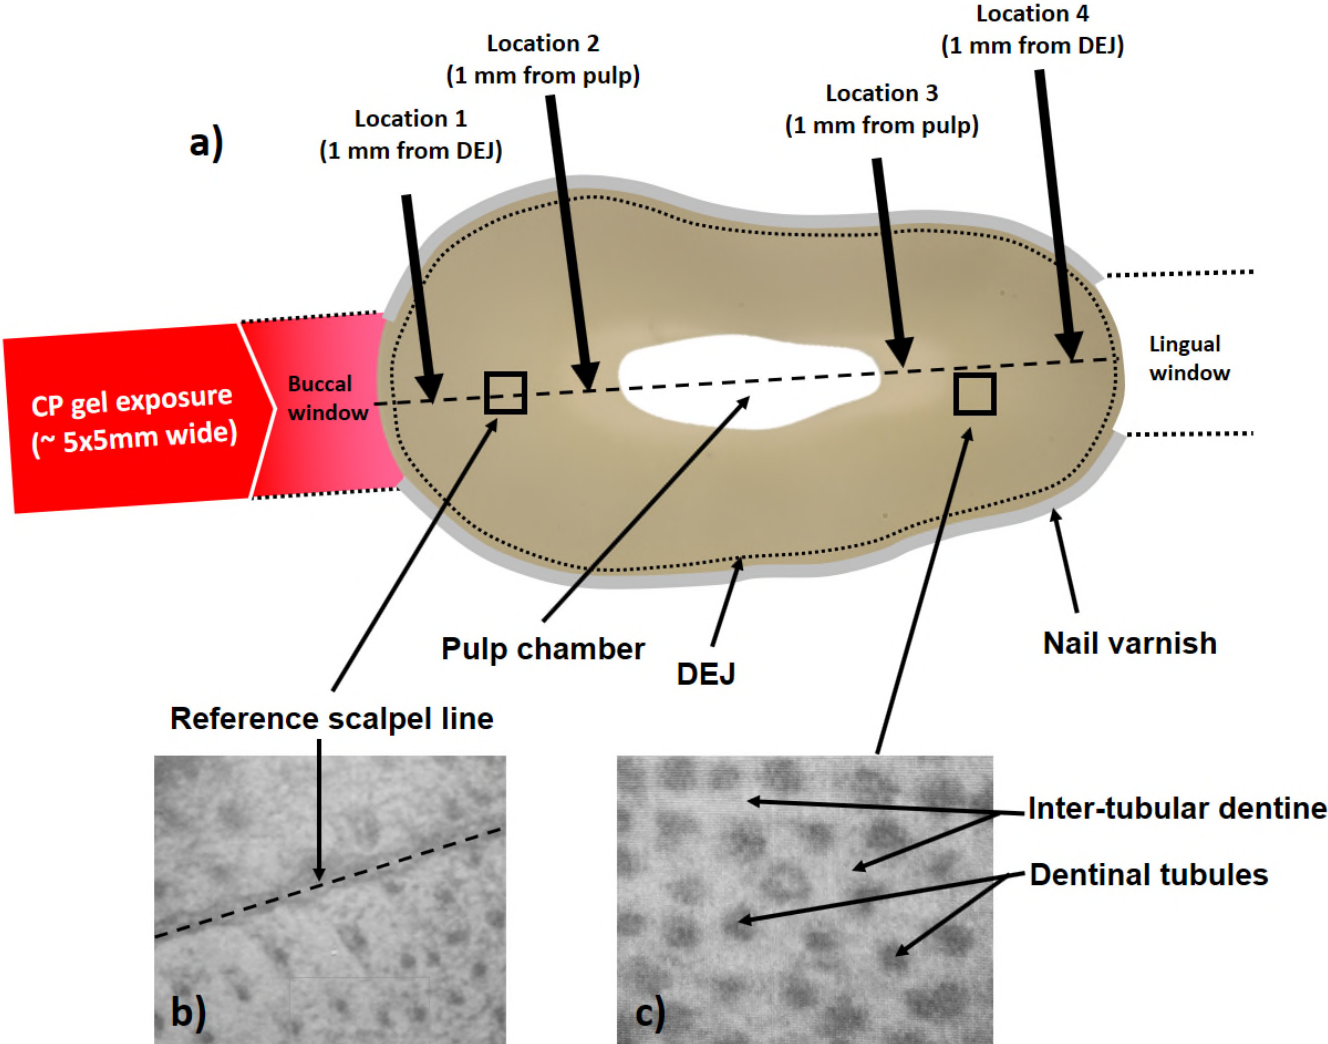 Location 4
(1 mm from DEJ)
Location 2
(1 mm from pulp)
Location 3
(1 mm from pulp)
Location 1
(1 mm from DEJ)
a)
CP gel exposure
(~ 5x5mm wide)
Buccal
window
Lingual
window
Pulp chamber
DEJ
Nail varnish
Reference scalpel line
Inter-tubular dentine
Dentinal tubules
b)
c)